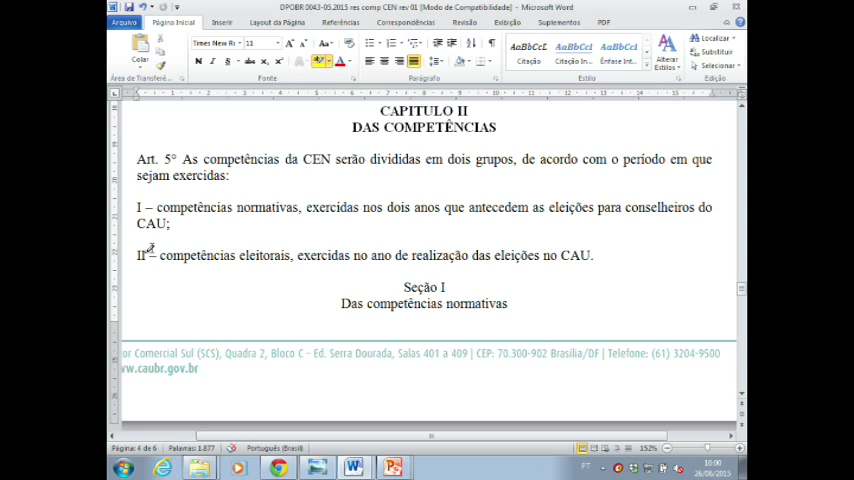 DPOBR 0043-05.2015 res comp CEN rev 01 [Modo de Compatibilidade] - Microsoft Word
Arquivo Página Inicial Inserir Layout da Página Referências Correspondências Revisão Exibição Suplementos PDF
Times New Ro 11
Localizar
Substituir
Selecionar
Colar
N I S abc
AaBbCcL AaBbCcI AaBbCcI
Citação Citação In... Ênfase Int...
Alterar Estilos
Área de Transferê... Fonte Parágrafo Estilo Edição
CAPITULO II
DAS COMPETÊNCIAS
Art. 5° As competências da CEN serão divididas em dois grupos, de acordo com o período em que
sejam exercidas:
I – competências normativas, exercidas nos dois anos que antecedem as eleições para conselheiros do
CAU;
II – competências eleitorais, exercidas no ano de realização das eleições no CAU.
Seção I
Das competências normativas
or Comercial Sul (SCS), Quadra 2, Bloco C - Ed. Serra Dourada, Salas 401 a 409 | CEP: 70.300-902 Brasília/DF | Telefone: (61) 3204-9500
ww.caubr.gov.br
Página: 4 de 6 Palavras: 1.877 Português (Brasil) 152%
PT 10:00
26/06/2015